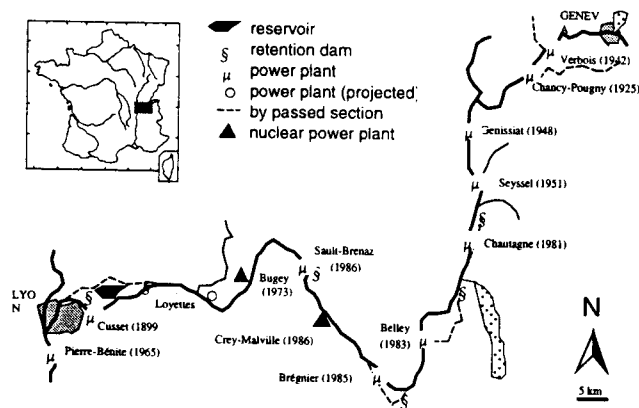 reservoir
§ retention dam
μ power plant
power plant (projected)
by passed section
nuclear power plant
GENEV
Verbois (1942)
Chancy-Pougny (1925)
Genissiat (1948)
Seyssel (1951)
Chautagne (1981)
Sault-Brenaz
(1986)
Bugey
(1973)
Loyettes
LYO
N
Cusset (1899
Pierre-Bénite (1965)
Crey-Malville
(1986)
Belley
(1983)
Brégnier (1985)
N
5 km